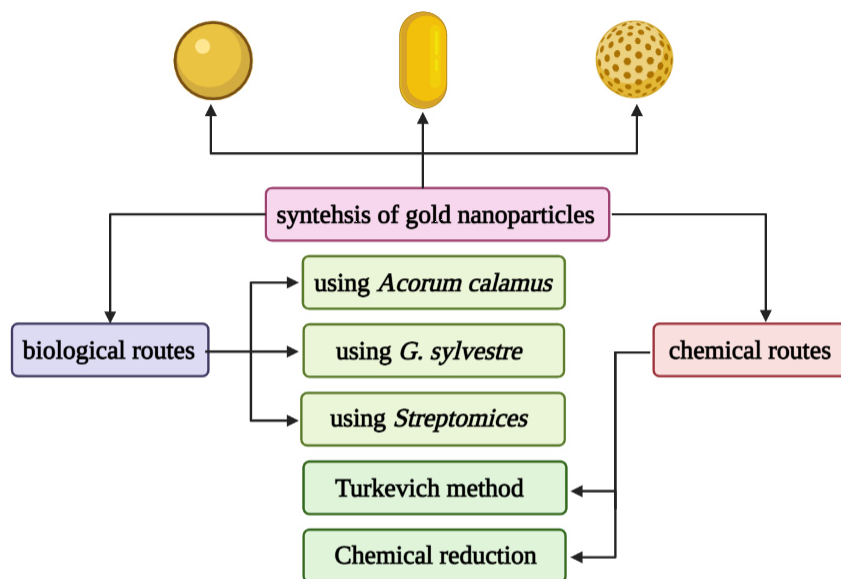 syntehsis of gold nanoparticles
using Acorum calamus
biological routes
using G. sylvestre
chemical routes
using Streptomices
Turkevich method
Chemical reduction